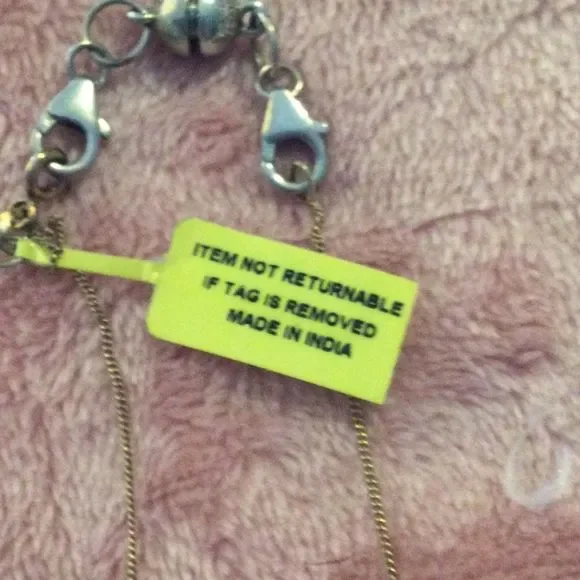 ITEM NOT RETURNABLE
IF TAG IS REMOVED
MADE IN INDIA